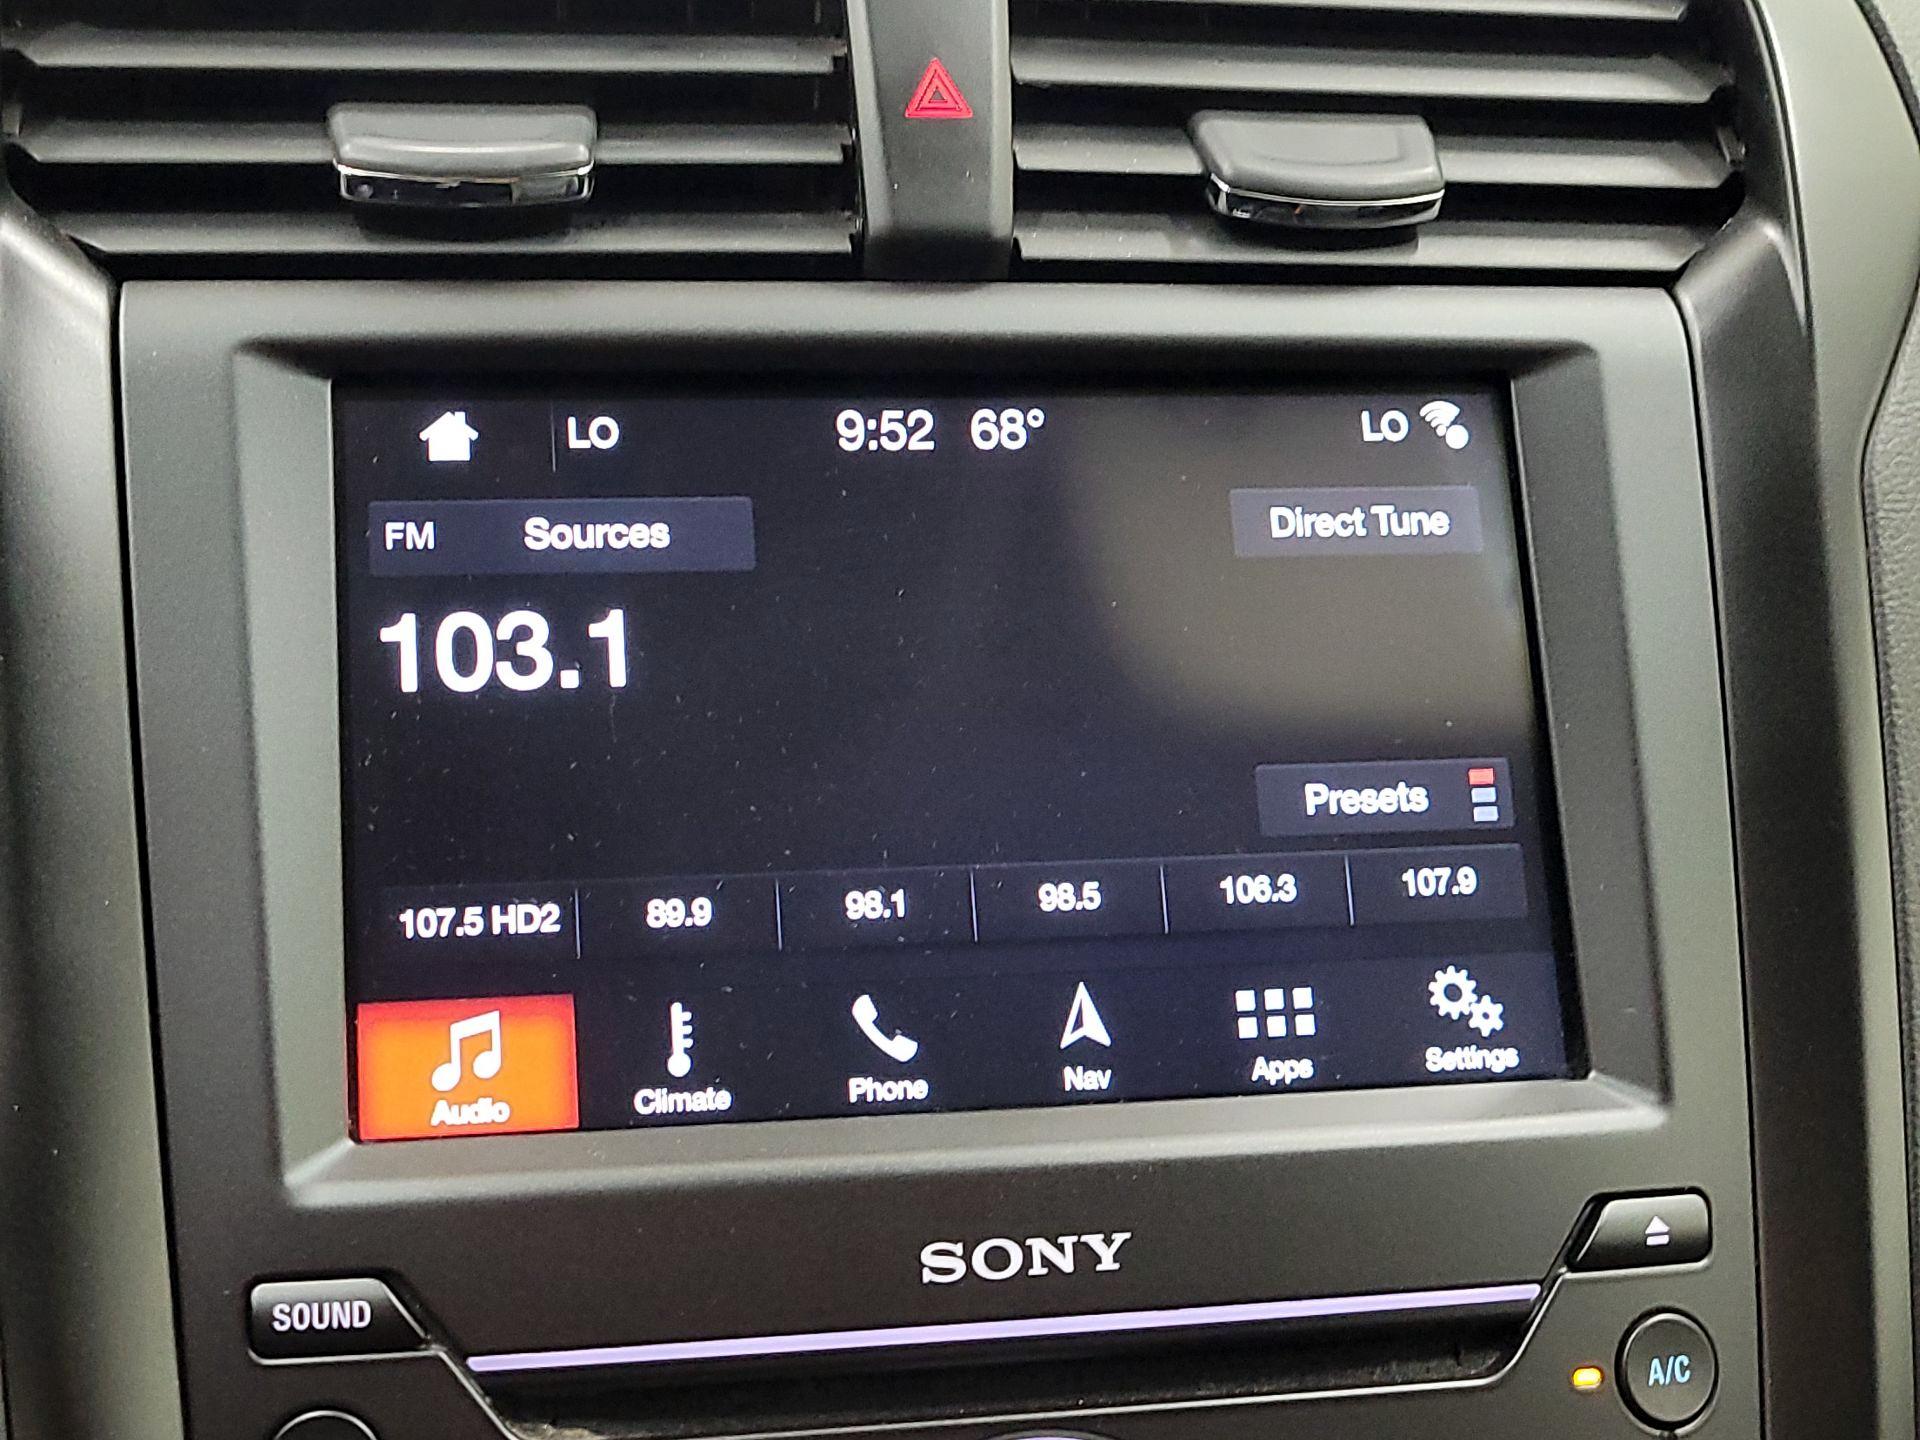 LO 9:52 68° LO
FM Sources Direct Tune
103.1
Presets
107.5 HD2 89.9 98.1 98.5 106.3 107.9
Audio Climate Phone Nav Apps Settings
SONY
SOUND
A/C